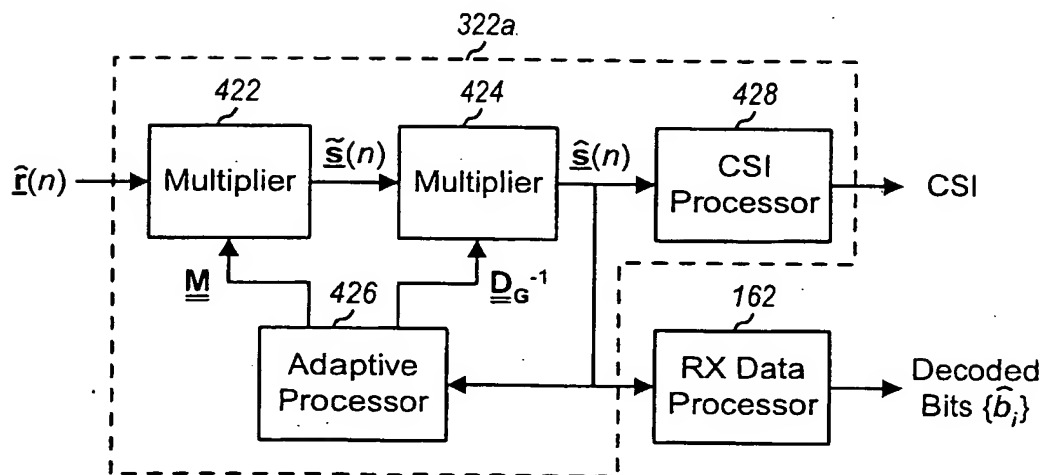 322a
422
424
428
r̂(n)
Multiplier
s̃(n)
Multiplier
ŝ(n)
CSI
Processor
CSI
M
426
D_G⁻¹
162
Adaptive
Processor
RX Data
Processor
Decoded
Bits {b̂_i}